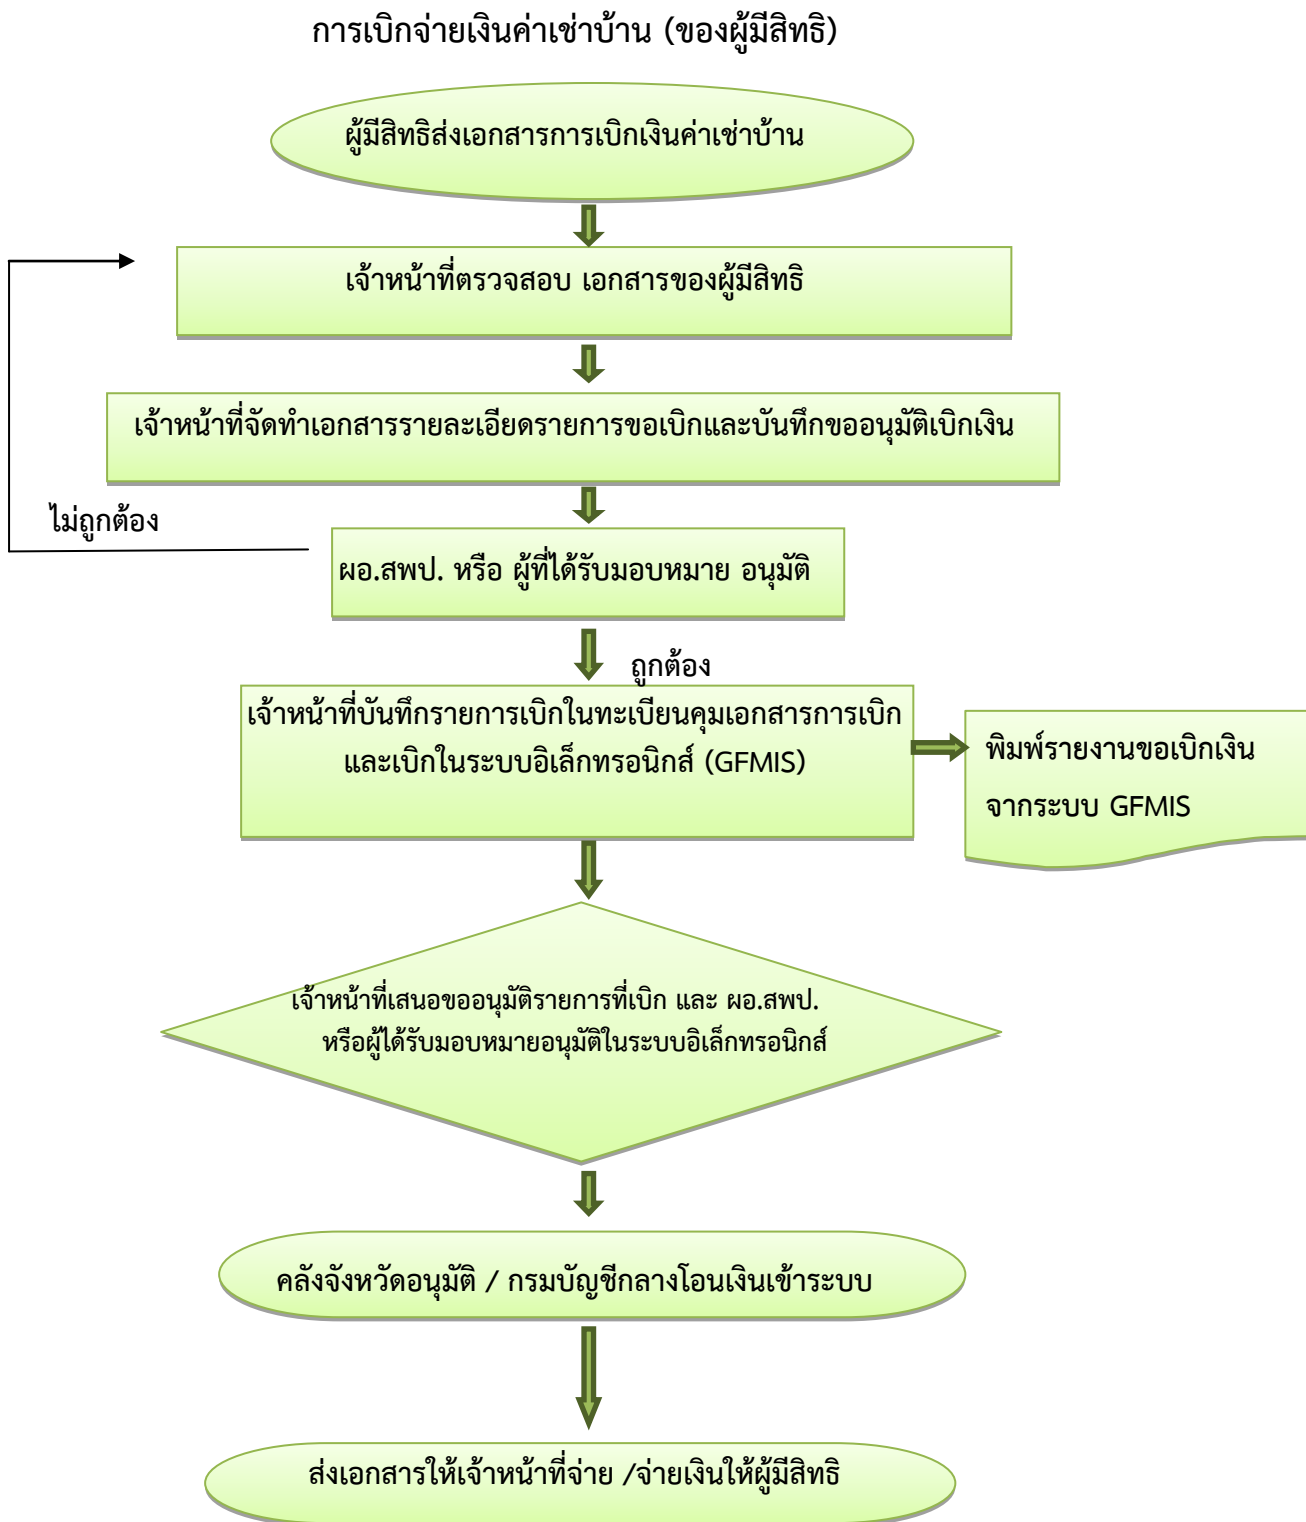 การเบิกจ่ายเงินค่าเช่าบ้าน (ของผู้มีสิทธิ)
ผู้มีสิทธิส่งเอกสารการเบิกเงินค่าเช่าบ้าน
เจ้าหน้าที่ตรวจสอบ เอกสารของผู้มีสิทธิ
เจ้าหน้าที่จัดทำเอกสารรายละเอียดรายการขอเบิกและบันทึกขออนุมัติเบิกเงิน
ไม่ถูกต้อง
ผอ.สพป. หรือ ผู้ที่ได้รับมอบหมาย อนุมัติ
ถูกต้อง
เจ้าหน้าที่บันทึกรายการเบิกในทะเบียนคุมเอกสารการเบิก
และเบิกในระบบอิเล็กทรอนิกส์ (GFMIS)
พิมพ์รายงานขอเบิกเงิน
จากระบบ GFMIS
เจ้าหน้าที่เสนอขออนุมัติรายการที่เบิก และ ผอ.สพป.
หรือผู้ได้รับมอบหมายอนุมัติในระบบอิเล็กทรอนิกส์
คลังจังหวัดอนุมัติ / กรมบัญชีกลางโอนเงินเข้าระบบ
ส่งเอกสารให้เจ้าหน้าที่จ่าย /จ่ายเงินให้ผู้มีสิทธิ